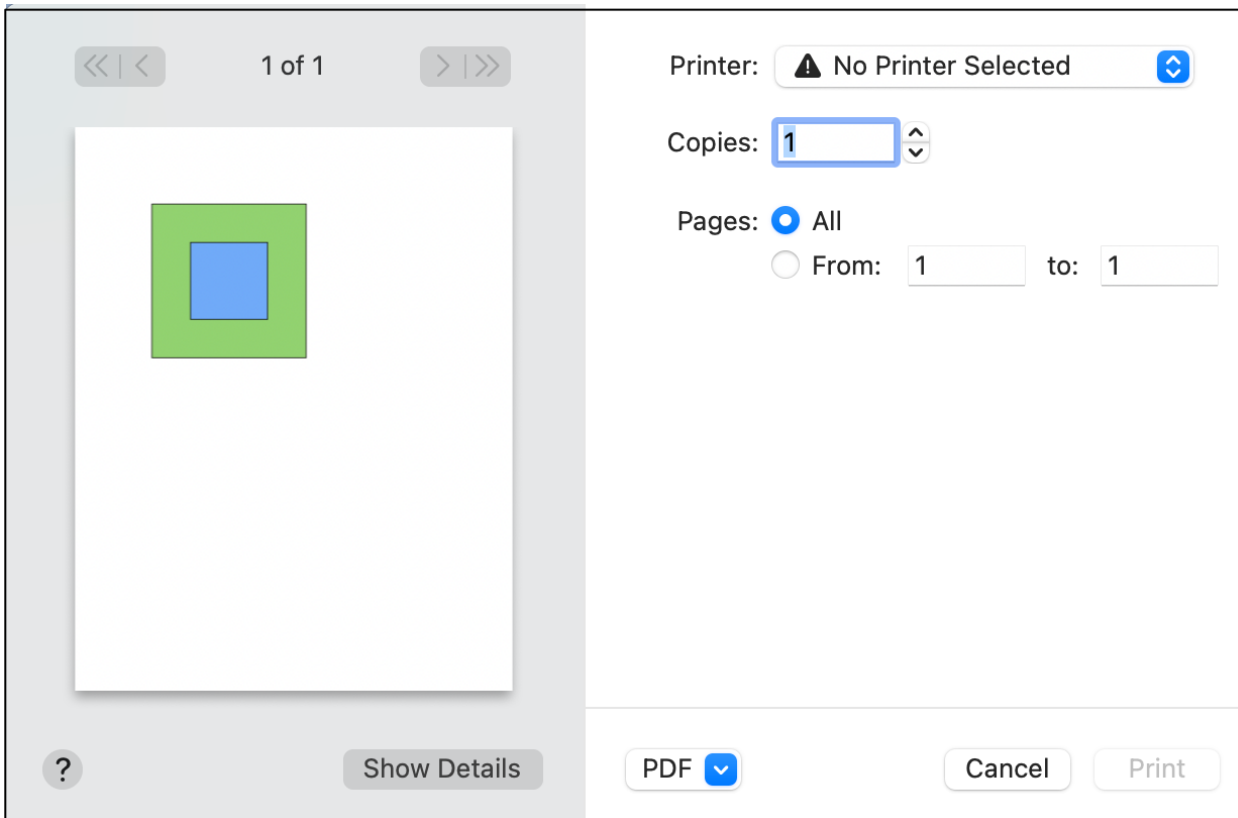 1 of 1
Printer: No Printer Selected
Copies: 1
Pages: All
From: 1 to: 1
? Show Details PDF Cancel Print